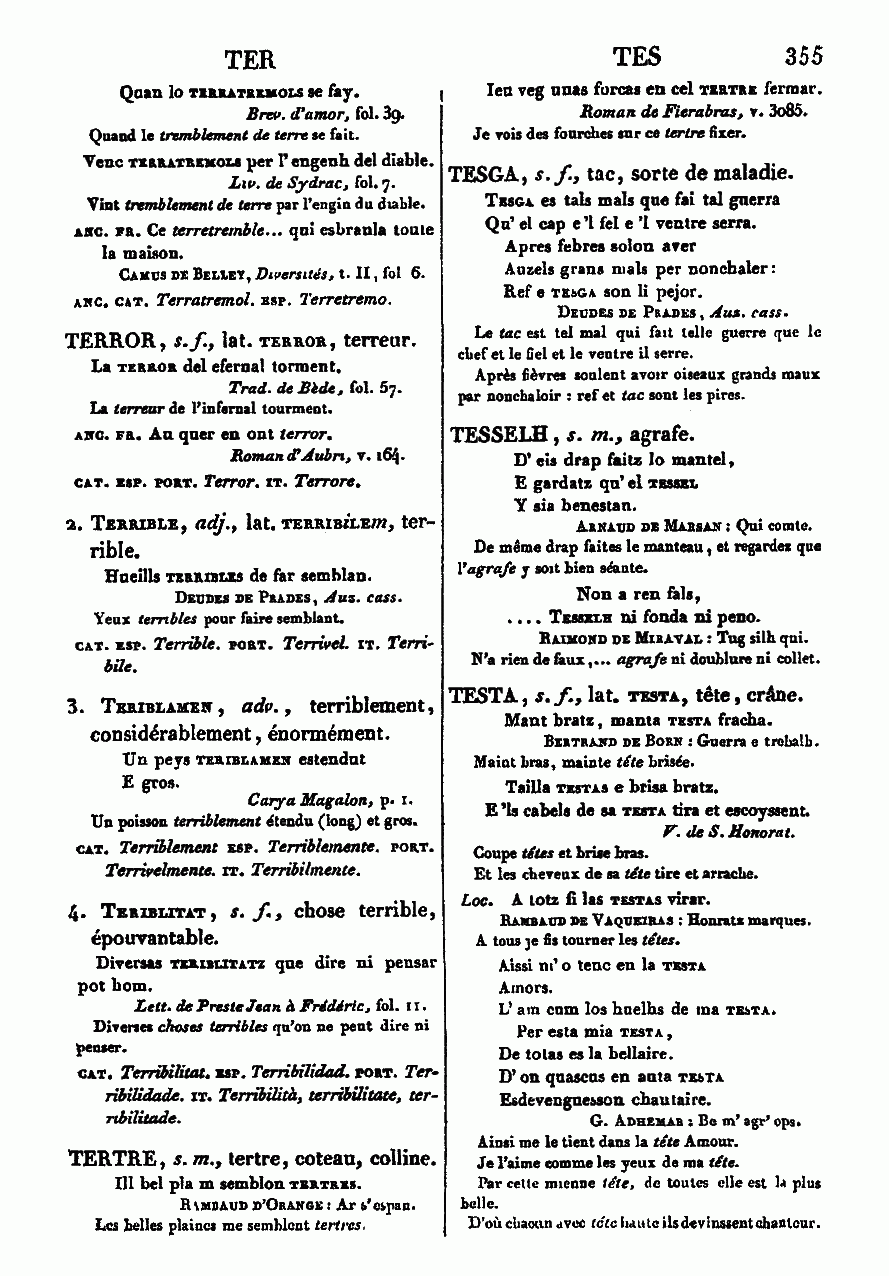 TER
TES 355
Quan lo TERRATREMOLS se fay.
Brev. d'amor, fol. 39.
Quand le tremblement de terre se fait.
Venc TERRATREMOLS per l'engenh del diable.
Liv. de Sydrac, fol. 7.
Vint tremblement de terre par l'engin du diable.
ANC. FR. Ce terretremble... qui esbranla toute
la maison.
CAMUS DE BELLEY, Diversités, t. II, fol 6.
ANC. CAT. Terratremol. ESP. Terretremo.
TERROR, s. f., lat. TERROR, terreur.
La TERROR del efernal torment.
Trad. de Bède, fol. 57.
La terreur de l'infernal tourment.
ANC. FR. Au quer en ont terror.
Roman d'Aubri, v. 164.
CAT. ESP. PORT. Terror. IT. Terrore.
2. TERRIBLE, adj., lat. TERRIBILEm, ter-
rible.
Hueills TERRIBLES de far semblan.
DEUDES DE PRADES, Auz. cass.
Yeux terribles pour faire semblant.
CAT. ESP. Terrible. PORT. Terrivel. IT. Terri-
bile.
3. TERIBLAMEN, adv., terriblement,
considérablement, énormément.
Un peys TERIBLAMEN estendut
E gros.
Carya Magalon, p. 1.
Un poisson terriblement étendu (long) et gros.
CAT. Terriblement ESP. Terriblemente. PORT.
Terrivelmente. IT. Terribilmente.
4. TERIBLITAT, s. f., chose terrible,
épouvantable.
Diversas TERIBLITATZ que dire ni pensar
pot hom.
Lett. de Preste Jean à Frédéric, fol. 11.
Diverses choses terribles qu'on ne peut dire ni
penser.
CAT. Terribilitat. ESP. Terribilidad. PORT. Ter-
ribilidade. IT. Terribilità, terribilitate, ter-
ribilitade.
TERTRE, s. m., tertre, coteau, colline.
Ill bel pla m semblon TERTRES.
RAMBAUD D'ORANGE: Ar s'espan.
Les belles plaines me semblent tertres.
Ieu veg unas forcas en cel TERTRE fermar.
Roman de Fierabras, v. 3085.
Je vois des fourches sur ce tertre fixer.
TESGA, s. f., tac, sorte de maladie.
TESGA es tals mals que fai tal guerra
Qu' el cap e 'l fel e 'l ventre serra.
Apres febres solon aver
Auzels grans mals per nonchaler:
Ref e TESGA son li pejor.
DEUDES DE PRADES, Aus. cass.
Le tac est tel mal qui fait telle guerre que le
chef et le fiel et le ventre il serre.
Après fièvres soulent avoir oiseaux grands maux
par nonchaloir : ref et tac sont les pires.
TESSELH, s. m., agrafe.
D' eis drap faitz lo mantel,
E gardatz qu' el TESSEL
Y sia benestan.
ARNAUD DE MARSAN: Qui comte.
De même drap faites le manteau, et regardez que
l'agrafe y soit bien séante.
Non a ren fals,
.... TESSELH ni fonda ni peno.
RAIMOND DE MIRAVAL: Tug silh qui.
N'a rien de faux,... agrafe ni doublure ni collet.
TESTA, s. f., lat. TESTA, tête, crâne.
Mant bratz, manta TESTA fracha.
BERTRAND DE BORN: Guerra e trebalh.
Maint bras, mainte tête brisée.
Tailla TESTAS e brisa bratz.
E 'ls cabels de sa TESTA tira et escoyssent.
V. de S. Honorat.
Coupe têtes et brise bras.
Et les cheveux de sa tête tire et arrache.
Loc. A totz fi las TESTAS virar.
RAMBAUD DE VAQUEIRAS: Honratz marques.
A tous je fis tourner les têtes.
Aissi m' o tenc en la TESTA
Amors.
L' am cum los huelhs de ma TESTA.
Per esta mia TESTA,
De totas es la bellaire.
D' on quascus en auta TESTA
Esdevenguesson chantaire.
G. ADHEMAR: Be m' agr' ops.
Ainsi me le tient dans la tête Amour.
Je l'aime comme les yeux de ma tête.
Par cette mienne tête, de toutes elle est la plus
belle.
D'où chacun avec tête haute ils devinssent chanteur.